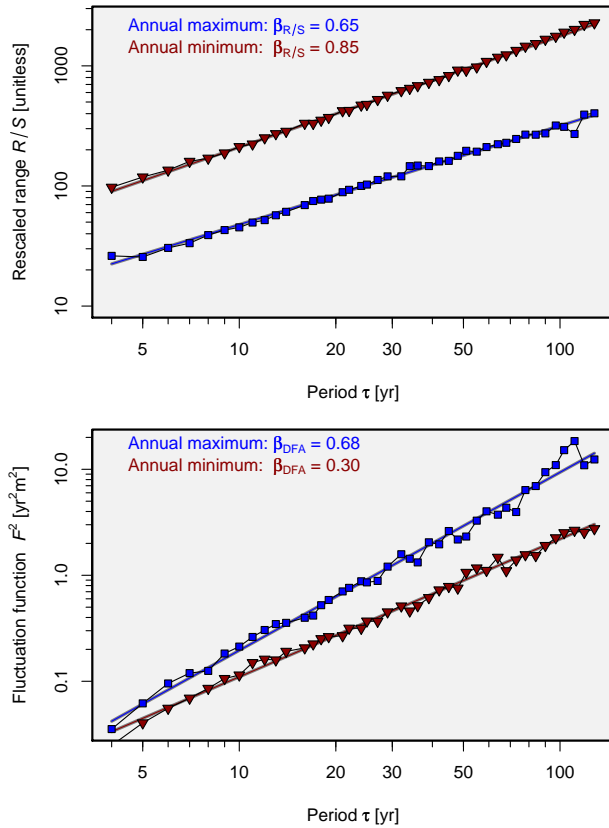 Annual maximum: βR/S = 0.65
Annual minimum: βR/S = 0.85
Rescaled range R/S [unitless]
1000
100
10
5 10 20 30 50 100
Period τ [yr]
Annual maximum: βDFA = 0.68
Annual minimum: βDFA = 0.30
Fluctuation function F² [yr²m²]
10.0
1.0
0.1
5 10 20 30 50 100
Period τ [yr]